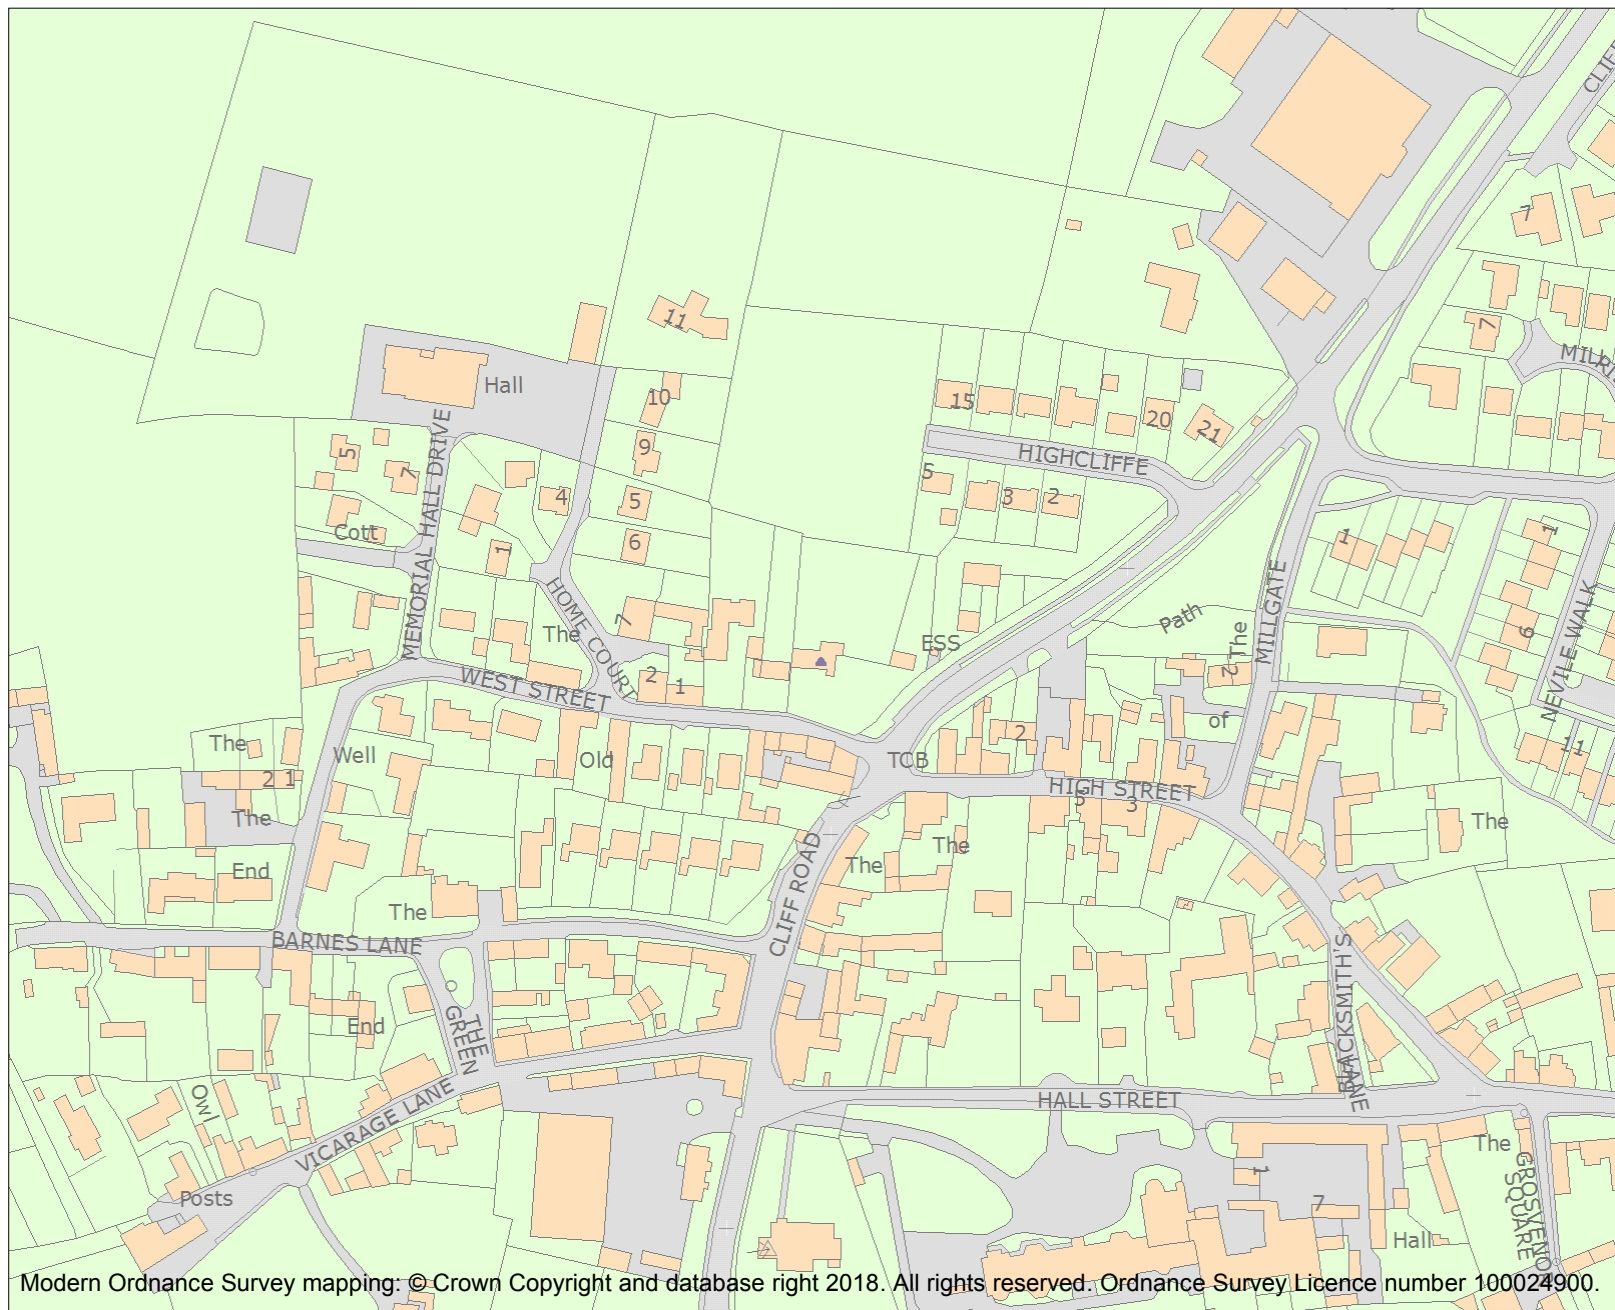 CLIFF
7
11
7
MILRI
Hall
10
15
20
21
9
5
7
MEMORIAL HALL DRIVE
HIGHCLIFFE
5
3
2
4
5
1
1
Cott
1
6
HOME COURT
MILLGATE
Path
The
7
The
ESS
6
NEVILE WALK
2
2
1
WEST STREET
of
2
11
The
Well
Old
TCB
2 1
HIGH STREET
5
3
The
The
CLIFF ROAD
The
The
End
The
BARNES LANE
BLACKSMITH'S
LANE
THE
GREEN
End
Owl
VICARAGE LANE
HALL STREET
The
1
Posts
7
GROSVENO
SQUARE
Hall
Modern Ordnance Survey mapping: © Crown Copyright and database right 2018. All rights reserved. Ordnance Survey Licence number 100024900.